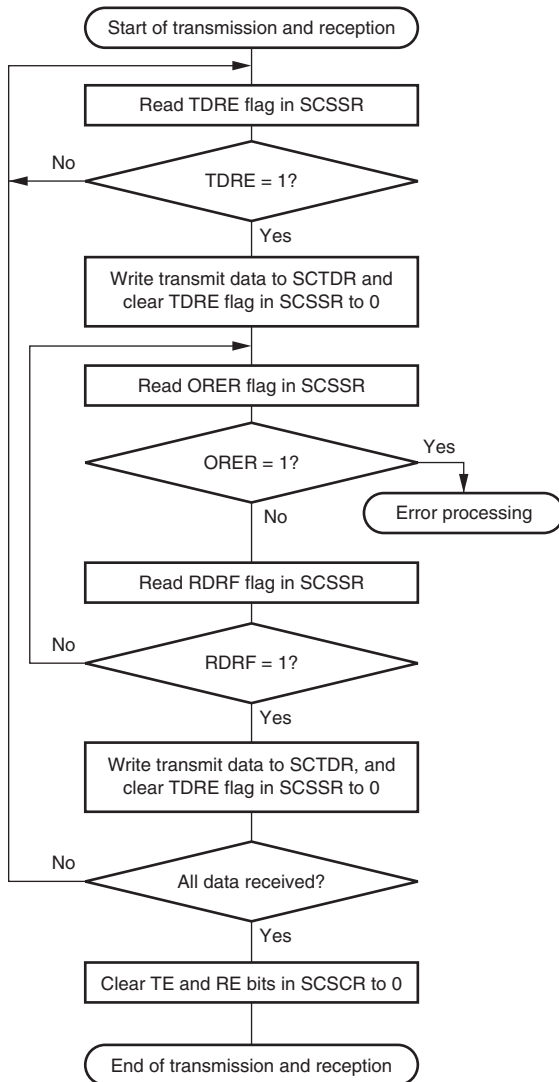 Start of transmission and reception
Read TDRE flag in SCSSR
No
TDRE = 1?
Yes
Write transmit data to SCTDR and
clear TDRE flag in SCSSR to 0
Read ORER flag in SCSSR
Yes
ORER = 1?
Error processing
No
Read RDRF flag in SCSSR
No
RDRF = 1?
Yes
Write transmit data to SCTDR, and
clear TDRE flag in SCSSR to 0
No
All data received?
Yes
Clear TE and RE bits in SCSCR to 0
End of transmission and reception